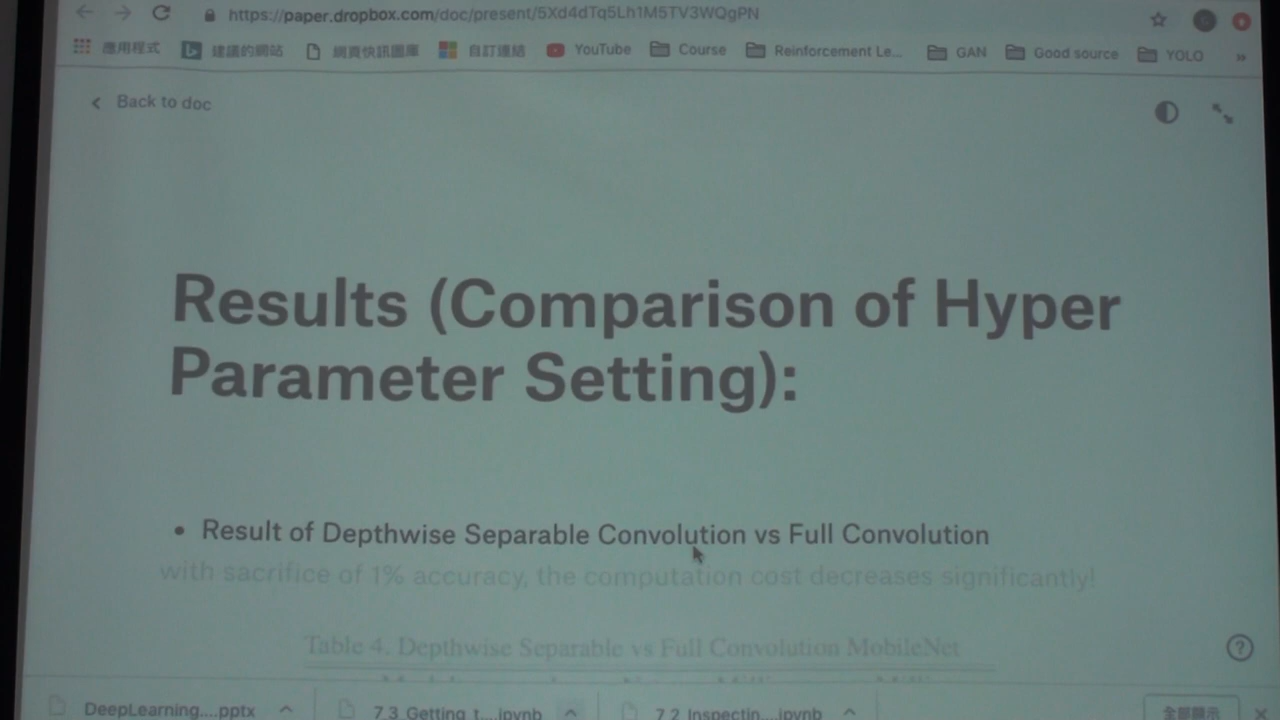 https://paper.dropbox.com/doc/present/5Xd4dTq5Lh1M5TV3WQgPN
應用程式 建議的網站 網頁快訊圖庫 自訂連結 YouTube Course Reinforcement Le... GAN Good source YOLO »
Back to doc
Results (Comparison of Hyper
Parameter Setting):
• Result of Depthwise Separable Convolution vs Full Convolution
with sacrifice of 1% accuracy, the computation cost decreases significantly!
Table 4. Depthwise Separable vs Full Convolution MobileNet
DeepLearning....pptx 7.3 Getting t....ipynb 7.2 Inspectin....ipynb 全部顯示